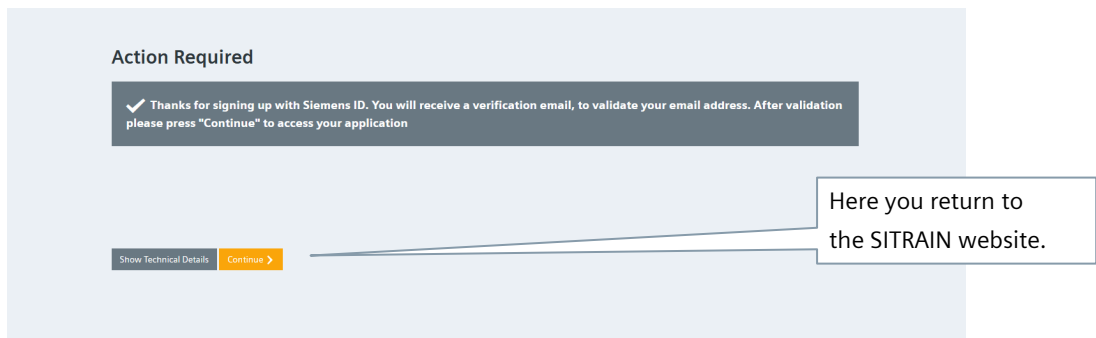 Action Required
Thanks for signing up with Siemens ID. You will receive a verification email, to validate your email address. After validation
please press "Continue" to access your application
Here you return to
the SITRAIN website.
Show Technical Details
Continue